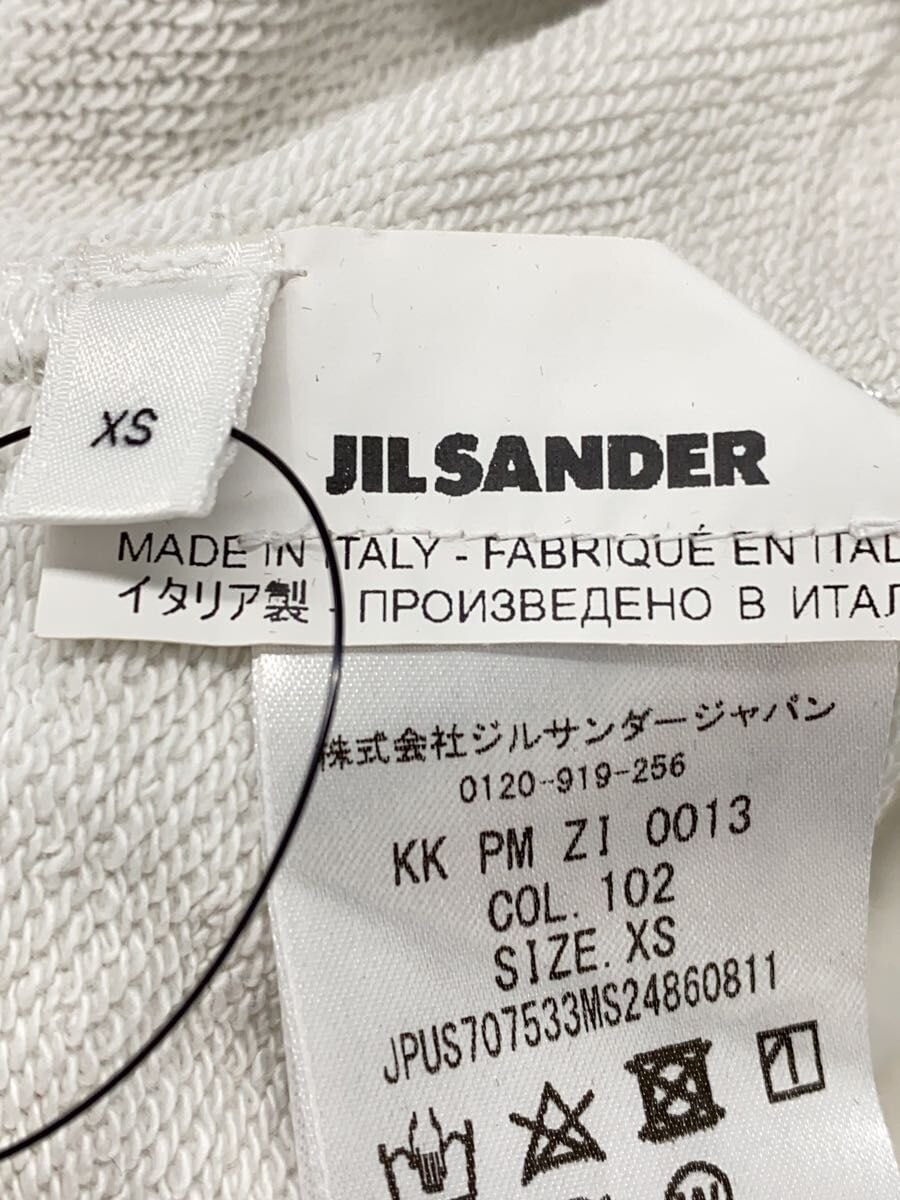 XS
JIL SANDER
MADE IN ITALY - FABRIQUÉ EN ITAL
イタリア製 - ПРОИЗВЕДЕНО В ИТАЛ
株式会社ジルサンダージャパン
0120-919-256
KK PM ZI 0013
COL. 102
SIZE. XS
JPUS707533MS24860811